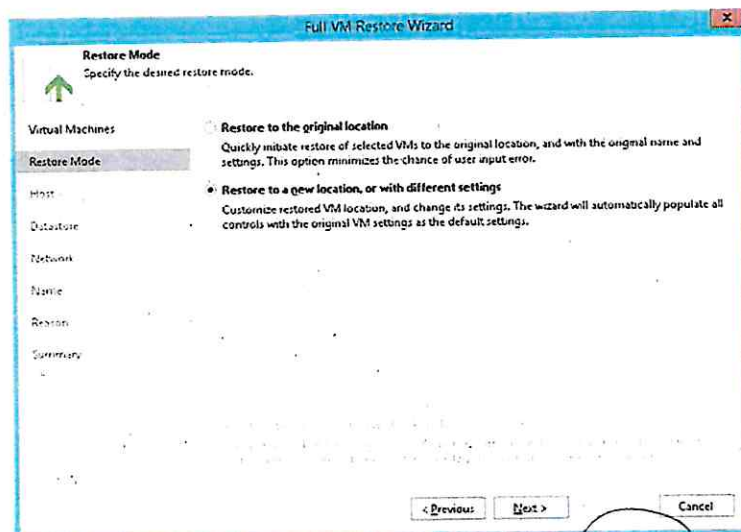 Full VM Restore Wizard
X
Restore Mode
Specify the desired restore mode.
Virtual Machines
Restore Mode
Host
Datastore
Network
Name
Reason
Summary
Restore to the original location
Quickly initiate restore of selected VMs to the original location, and with the original name and
settings. This option minimizes the chance of user input error.
Restore to a new location, or with different settings
Customize restored VM location, and change its settings. The wizard will automatically populate all
controls with the original VM settings as the default settings.
< Previous
Next >
Cancel